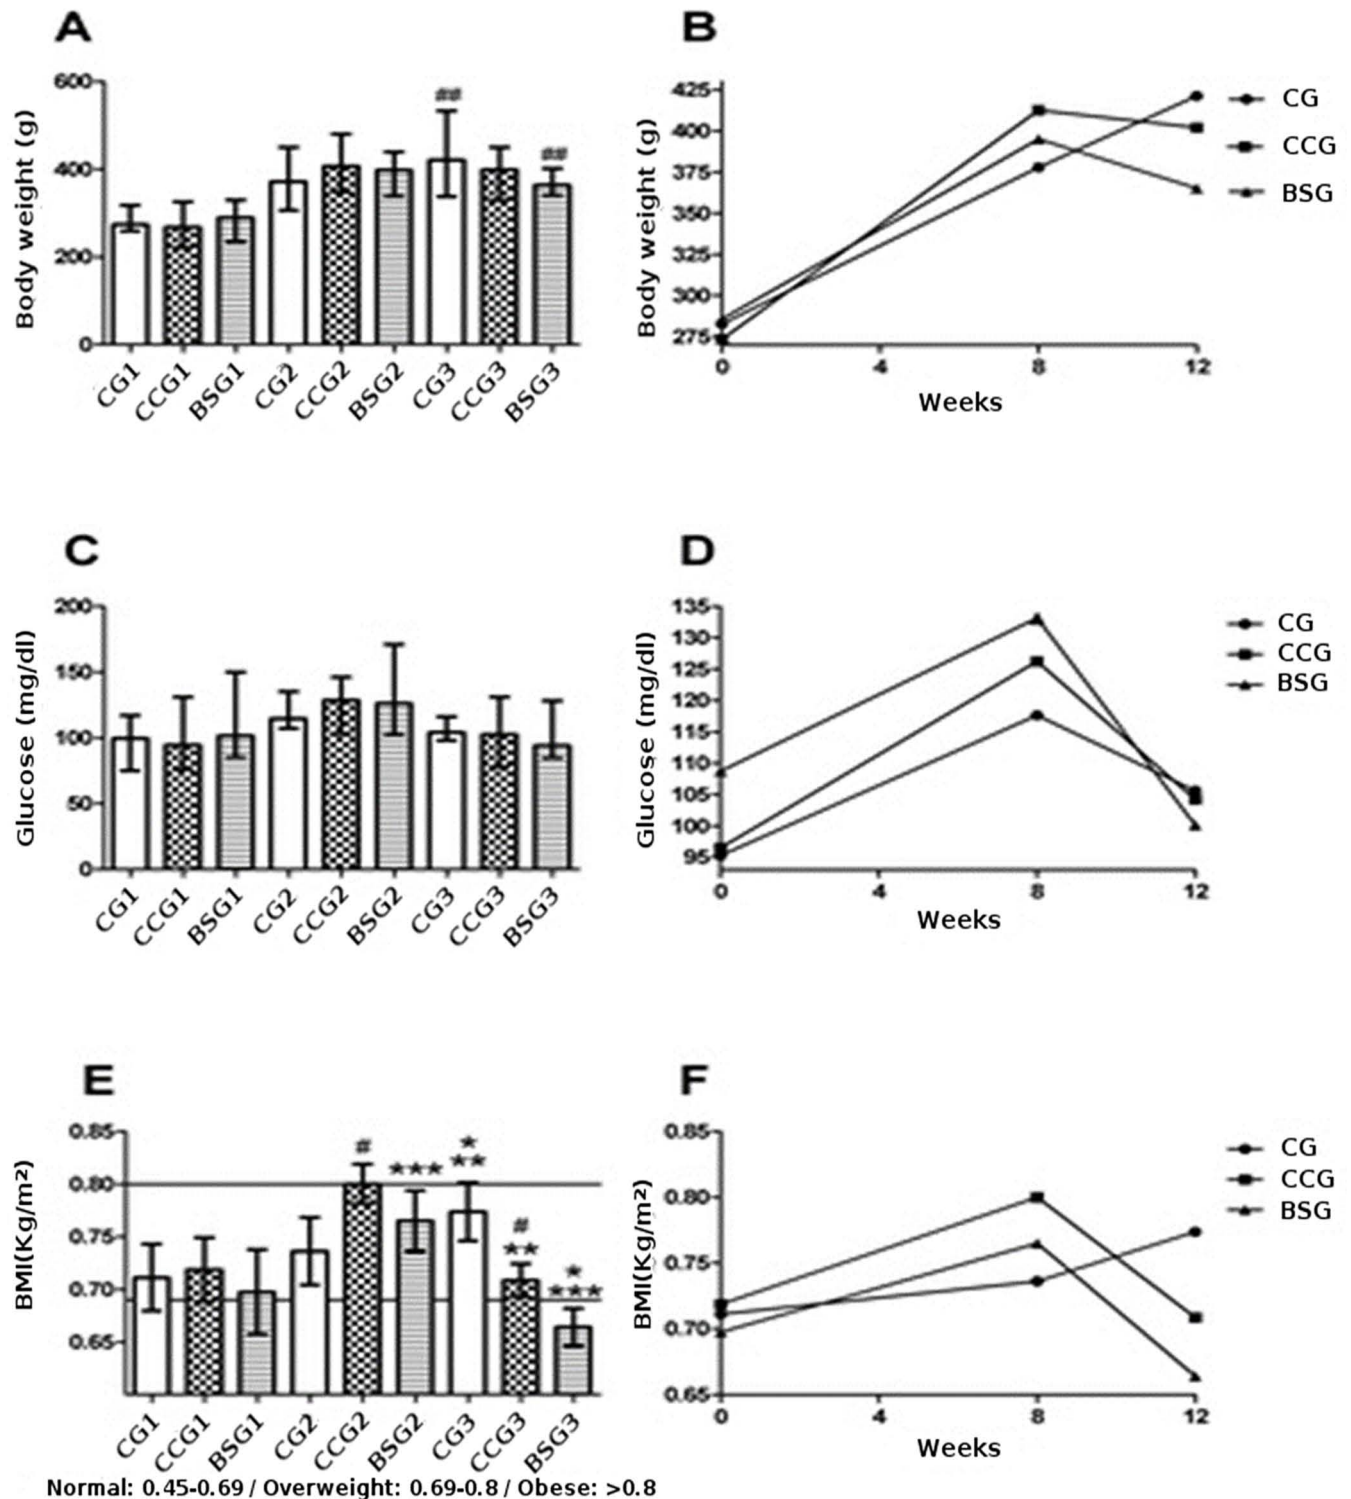 A
Body weight (g)
600
400
200
0
##
##
CG1
CCG1
BSG1
CG2
CCG2
BSG2
CG3
CCG3
BSG3
B
Body weight (g)
425
400
375
350
325
300
275
0
4
8
12
Weeks
CG
CCG
BSG
C
Glucose (mg/dl)
200
150
100
50
0
CG1
CCG1
BSG1
CG2
CCG2
BSG2
CG3
CCG3
BSG3
D
Glucose (mg/dl)
135
130
125
120
115
110
105
100
95
0
4
8
12
Weeks
CG
CCG
BSG
E
BMI(Kg/m²)
0.85
0.80
0.75
0.70
0.65
#
***
*
**
#
**
*
***
CG1
CCG1
BSG1
CG2
CCG2
BSG2
CG3
CCG3
BSG3
Normal: 0.45-0.69 / Overweight: 0.69-0.8 / Obese: >0.8
F
BMI(Kg/m²)
0.85
0.80
0.75
0.70
0.65
0
4
8
12
Weeks
CG
CCG
BSG